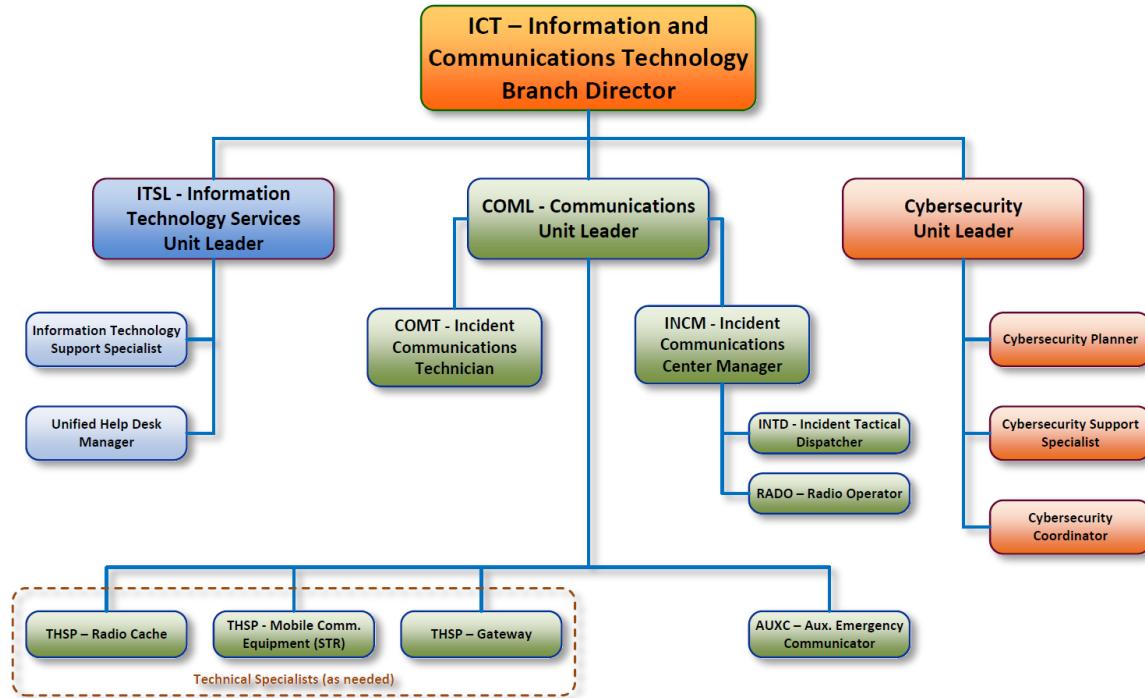 ICT – Information and
Communications Technology
Branch Director
ITSL - Information
Technology Services
Unit Leader
COML - Communications
Unit Leader
Cybersecurity
Unit Leader
Information Technology
Support Specialist
COMT - Incident
Communications
Technician
INCM - Incident
Communications
Center Manager
Cybersecurity Planner
Unified Help Desk
Manager
INTD - Incident Tactical
Dispatcher
Cybersecurity Support
Specialist
RADO – Radio Operator
Cybersecurity
Coordinator
THSP – Radio Cache
THSP - Mobile Comm.
Equipment (STR)
THSP – Gateway
AUXC – Aux. Emergency
Communicator
Technical Specialists (as needed)